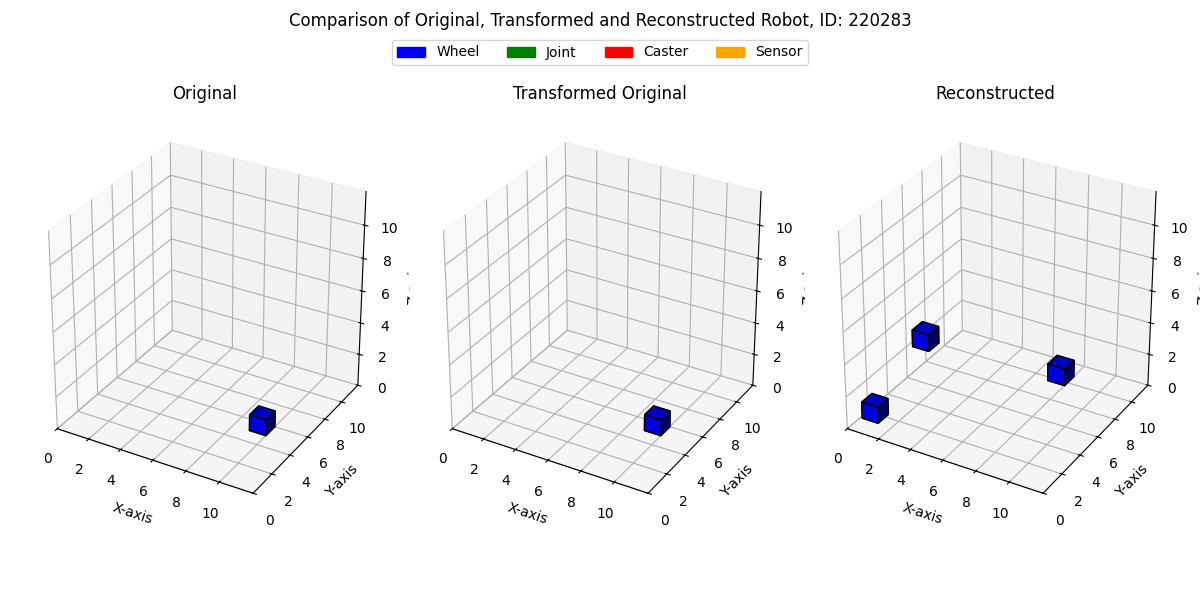 Comparison of Original, Transformed and Reconstructed Robot, ID: 220283
Wheel Joint Caster Sensor
Original Transformed Original Reconstructed
10 10 10
8 8 8
6 6 6
4 4 4
2 2 2
0 0 0
10 10 10
8 8 8
6 6 6
4 4 4
2 2 2
0 0 0
0 2 4 6 8 10 0 2 4 6 8 10 0 2 4 6 8 10
X-axis Y-axis X-axis Y-axis X-axis Y-axis